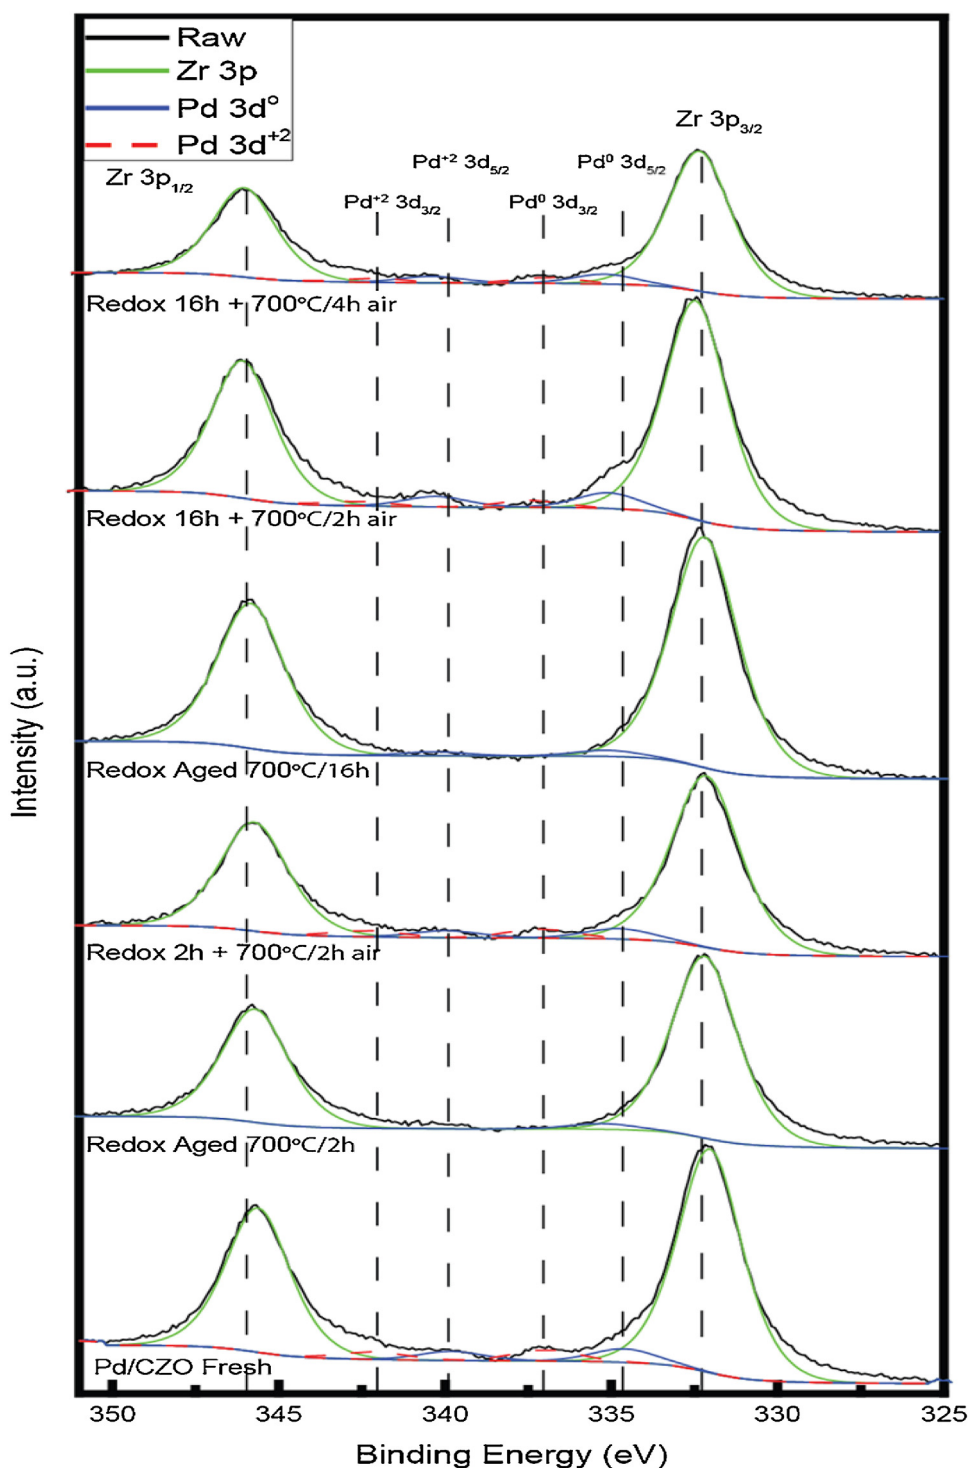 Raw
Zr 3p
Pd 3d°
Pd 3d⁺²
Zr 3p₁/₂
Pd⁺² 3d₃/₂
Pd⁺² 3d₅/₂
Pd⁰ 3d₃/₂
Pd⁰ 3d₅/₂
Zr 3p₃/₂
Redox 16h + 700°C/4h air
Redox 16h + 700°C/2h air
Redox Aged 700°C/16h
Redox 2h + 700°C/2h air
Redox Aged 700°C/2h
Pd/CZO Fresh
Intensity (a.u.)
350 345 340 335 330 325
Binding Energy (eV)